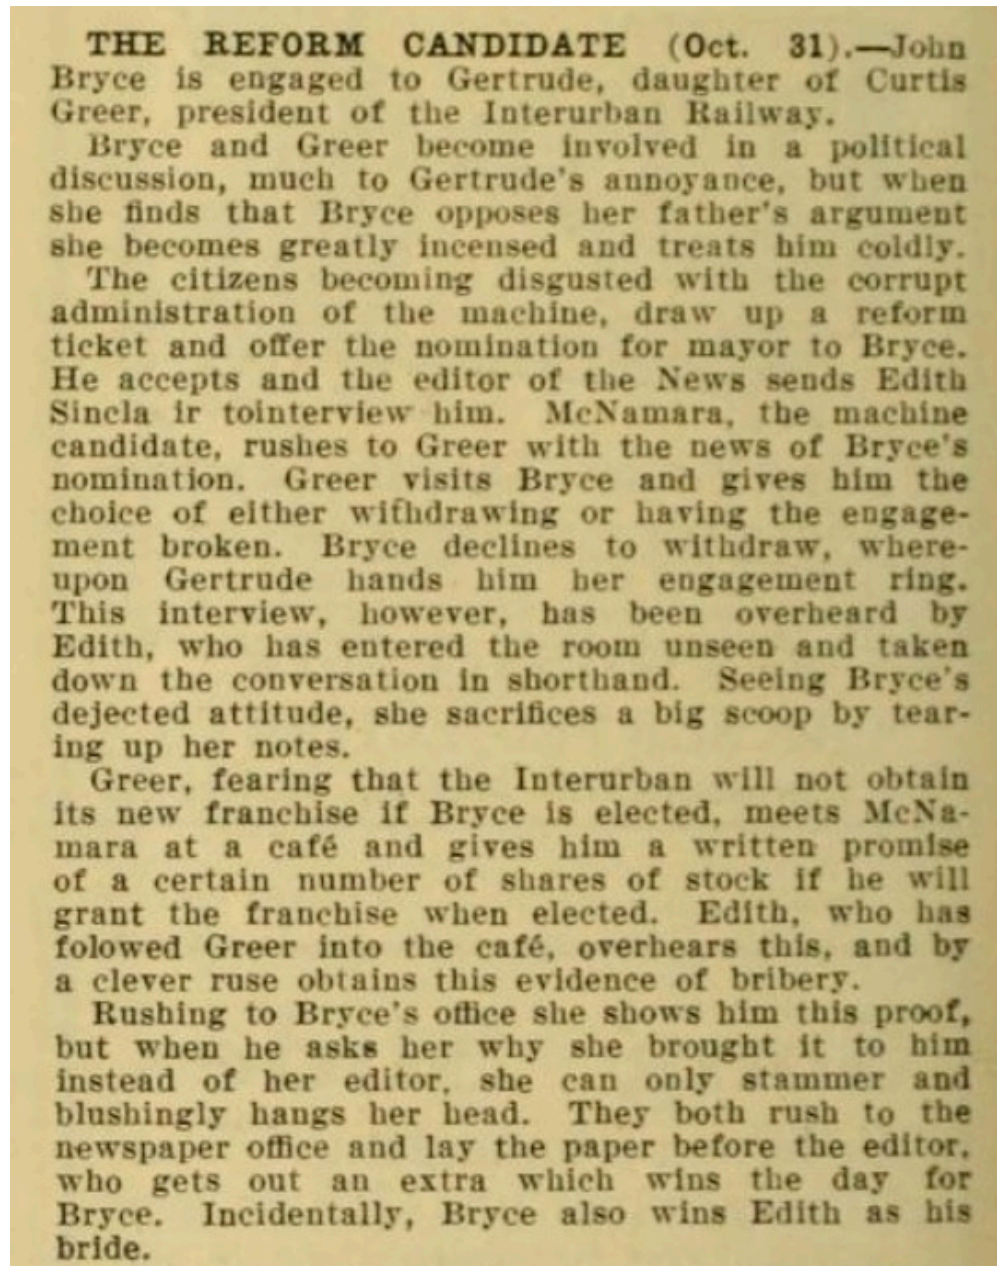 THE REFORM CANDIDATE (Oct. 31).—John
Bryce is engaged to Gertrude, daughter of Curtis
Greer, president of the Interurban Railway.
Bryce and Greer become involved in a political
discussion, much to Gertrude's annoyance, but when
she finds that Bryce opposes her father's argument
she becomes greatly incensed and treats him coldly.
The citizens becoming disgusted with the corrupt
administration of the machine, draw up a reform
ticket and offer the nomination for mayor to Bryce.
He accepts and the editor of the News sends Edith
Sincla ir tointerview him. McNamara, the machine
candidate, rushes to Greer with the news of Bryce's
nomination. Greer visits Bryce and gives him the
choice of either withdrawing or having the engage-
ment broken. Bryce declines to withdraw, where-
upon Gertrude hands him her engagement ring.
This interview, however, has been overheard by
Edith, who has entered the room unseen and taken
down the conversation in shorthand. Seeing Bryce's
dejected attitude, she sacrifices a big scoop by tear-
ing up her notes.
Greer, fearing that the Interurban will not obtain
its new franchise if Bryce is elected, meets McNa-
mara at a café and gives him a written promise
of a certain number of shares of stock if he will
grant the franchise when elected. Edith, who has
folowed Greer into the café, overhears this, and by
a clever ruse obtains this evidence of bribery.
Rushing to Bryce's office she shows him this proof,
but when he asks her why she brought it to him
instead of her editor, she can only stammer and
blushingly hangs her head. They both rush to the
newspaper office and lay the paper before the editor,
who gets out an extra which wins the day for
Bryce. Incidentally, Bryce also wins Edith as his
bride.